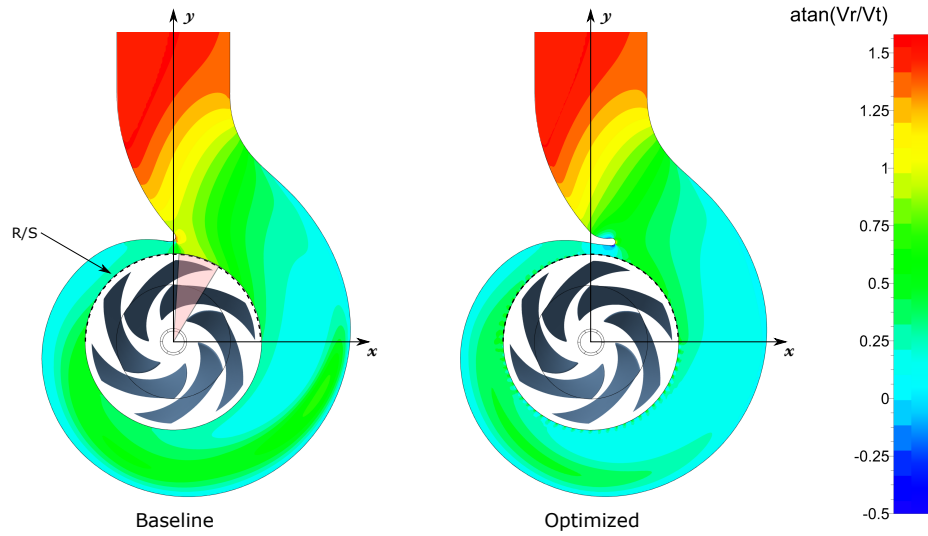 y
y
atan(Vr/Vt)
1.5
1.25
1
0.75
0.5
0.25
0
-0.25
-0.5
R/S
x
x
Baseline
Optimized